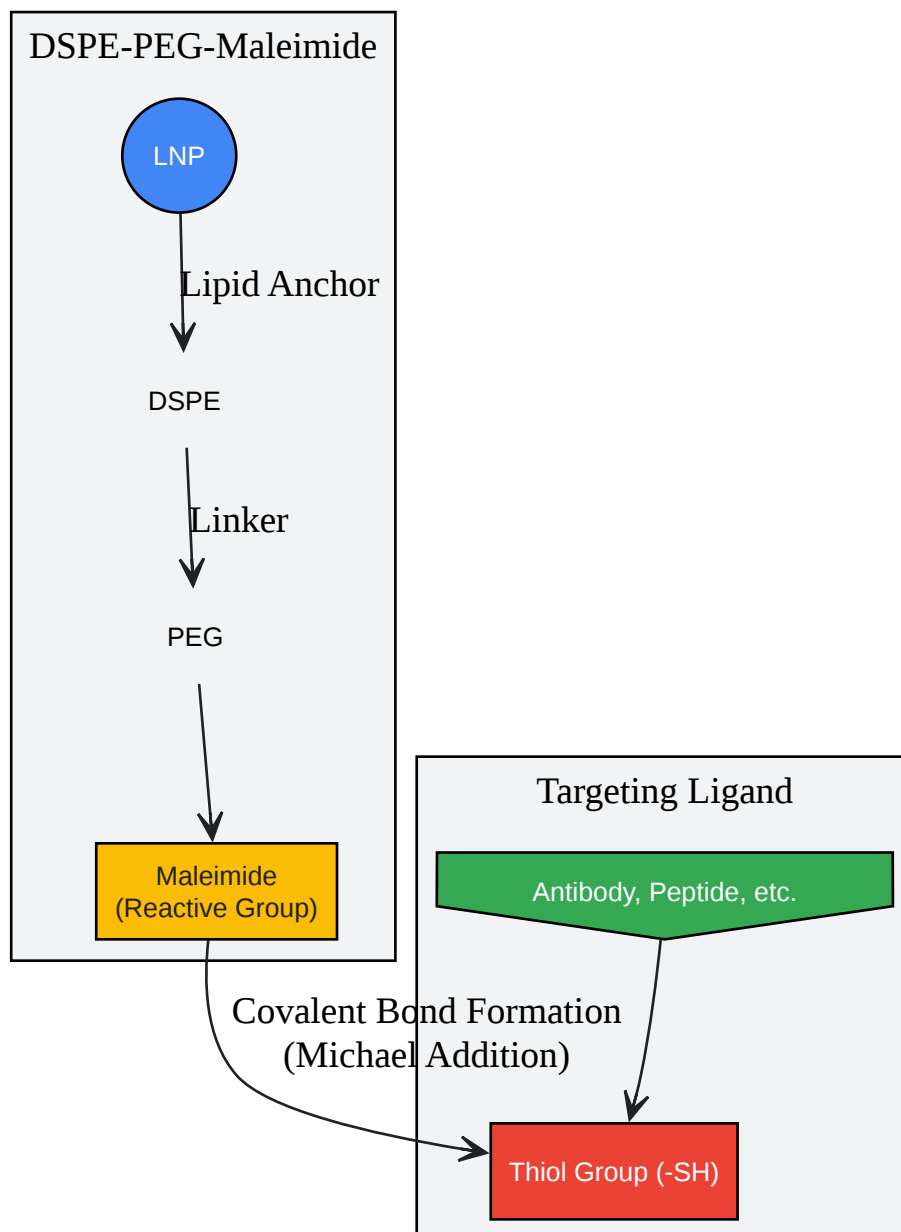 DSPE-PEG-Maleimide
LNP
Lipid Anchor
DSPE
Linker
PEG
Maleimide
(Reactive Group)
Targeting Ligand
Antibody, Peptide, etc.
Covalent Bond Formation
(Michael Addition)
Thiol Group (-SH)